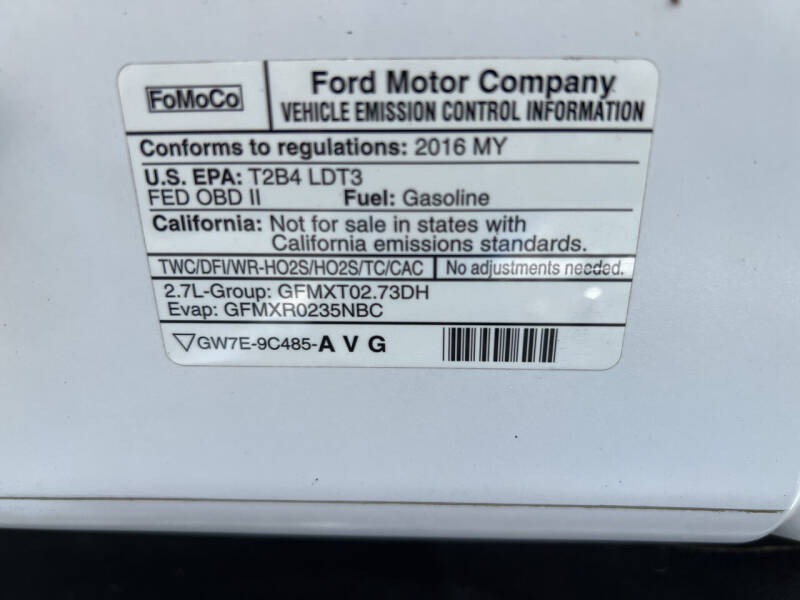 FoMoCo
Ford Motor Company
VEHICLE EMISSION CONTROL INFORMATION
Conforms to regulations: 2016 MY
U.S. EPA: T2B4 LDT3
FED OBD II Fuel: Gasoline
California: Not for sale in states with
California emissions standards.
TWC/DFI/WR-HO2S/HO2S/TC/CAC No adjustments needed.
2.7L-Group: GFMXT02.73DH
Evap: GFMXR0235NBC
GW7E-9C485-A V G